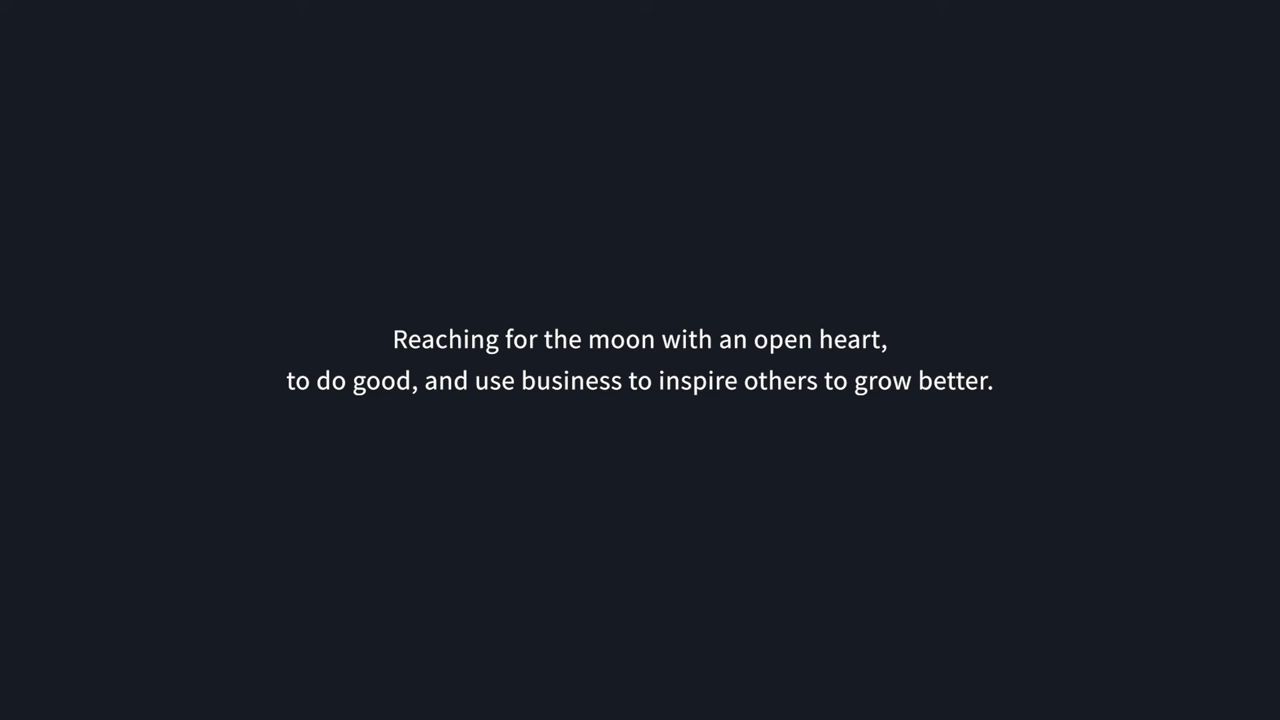 Reaching for the moon with an open heart,
to do good, and use business to inspire others to grow better.